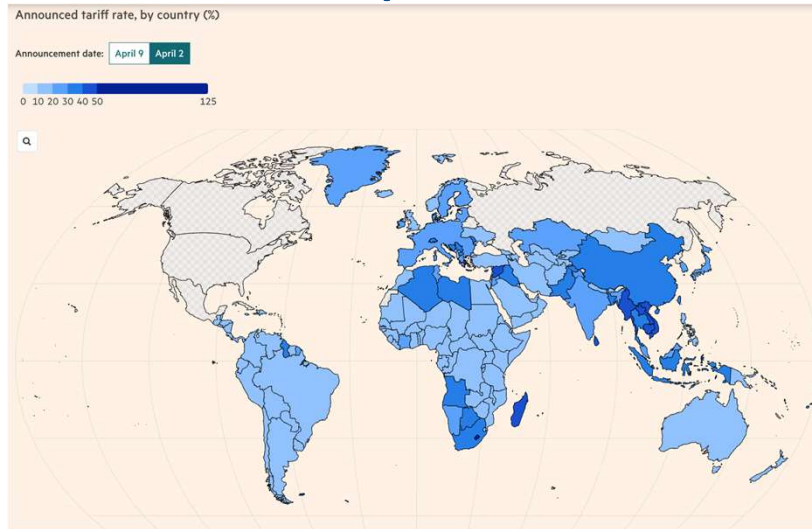 Announced tariff rate, by country (%)
Announcement date: April 9 April 2
0 10 20 30 40 50 125